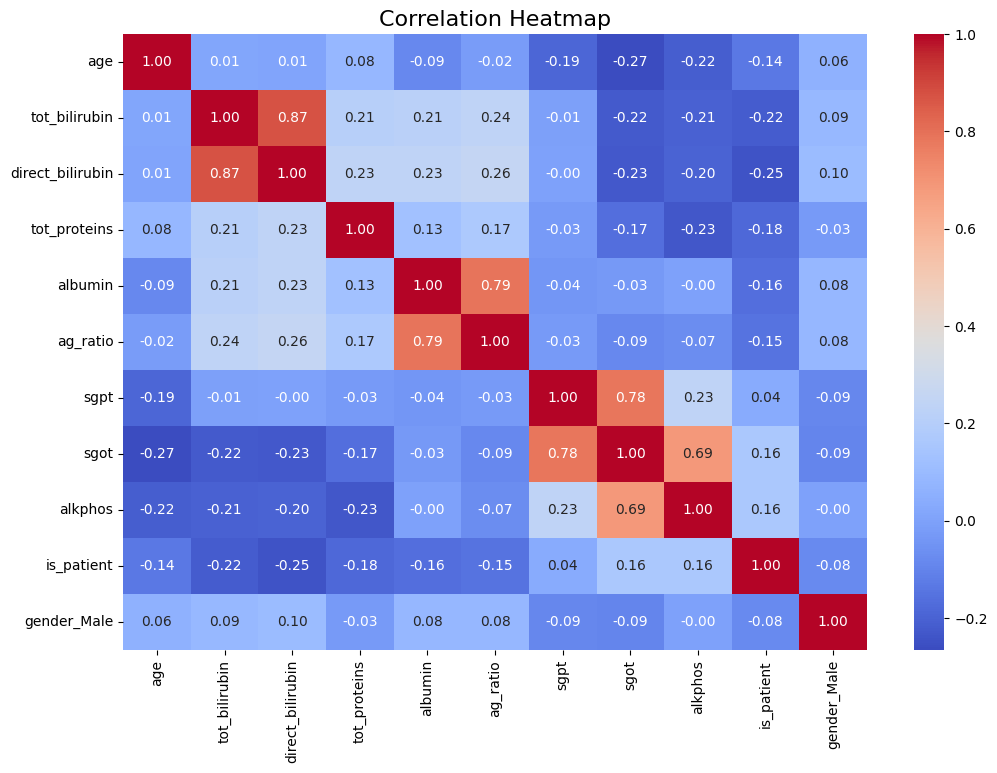 Correlation Heatmap
age 1.00 0.01 0.01 0.08 -0.09 -0.02 -0.19 -0.27 -0.22 -0.14 0.06
tot_bilirubin 0.01 1.00 0.87 0.21 0.21 0.24 -0.01 -0.22 -0.21 -0.22 0.09
direct_bilirubin 0.01 0.87 1.00 0.23 0.23 0.26 -0.00 -0.23 -0.20 -0.25 0.10
tot_proteins 0.08 0.21 0.23 1.00 0.13 0.17 -0.03 -0.17 -0.23 -0.18 -0.03
albumin -0.09 0.21 0.23 0.13 1.00 0.79 -0.04 -0.03 -0.00 -0.16 0.08
ag_ratio -0.02 0.24 0.26 0.17 0.79 1.00 -0.03 -0.09 -0.07 -0.15 0.08
sgpt -0.19 -0.01 -0.00 -0.03 -0.04 -0.03 1.00 0.78 0.23 0.04 -0.09
sgot -0.27 -0.22 -0.23 -0.17 -0.03 -0.09 0.78 1.00 0.69 0.16 -0.09
alkphos -0.22 -0.21 -0.20 -0.23 -0.00 -0.07 0.23 0.69 1.00 0.16 -0.00
is_patient -0.14 -0.22 -0.25 -0.18 -0.16 -0.15 0.04 0.16 0.16 1.00 -0.08
gender_Male 0.06 0.09 0.10 -0.03 0.08 0.08 -0.09 -0.09 -0.00 -0.08 1.00
age tot_bilirubin direct_bilirubin tot_proteins albumin ag_ratio sgpt sgot alkphos is_patient gender_Male
1.0
0.8
0.6
0.4
0.2
0.0
−0.2